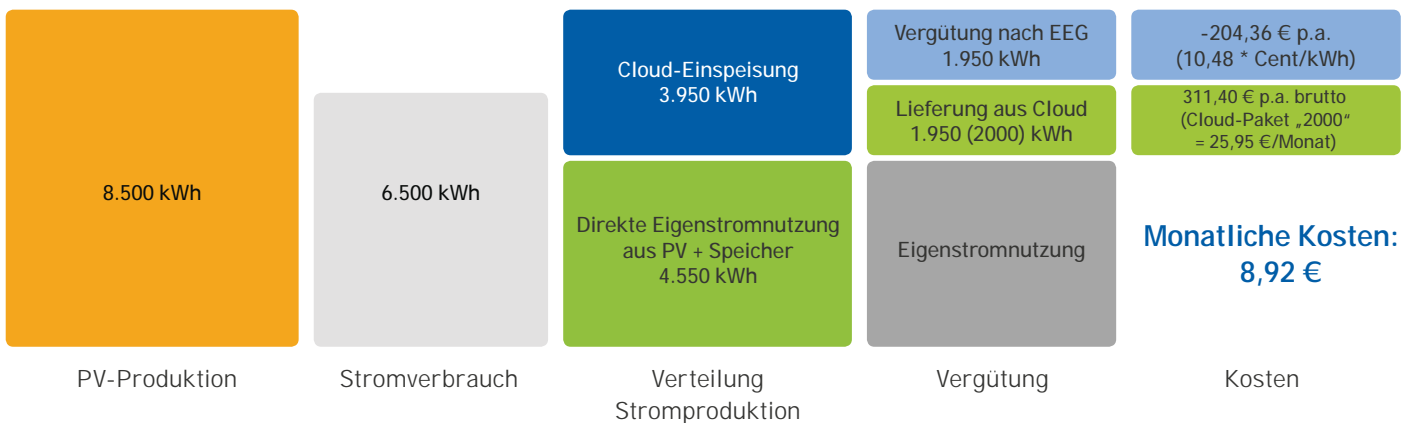 8.500 kWh
6.500 kWh
Cloud-Einspeisung
3.950 kWh
Direkte Eigenstromnutzung
aus PV + Speicher
4.550 kWh
Vergütung nach EEG
1.950 kWh
Lieferung aus Cloud
1.950 (2000) kWh
Eigenstromnutzung
-204,36 € p.a.
(10,48 * Cent/kWh)
311,40 € p.a. brutto
(Cloud-Paket „2000“
= 25,95 €/Monat)
Monatliche Kosten:
8,92 €
PV-Produktion
Stromverbrauch
Verteilung
Stromproduktion
Vergütung
Kosten